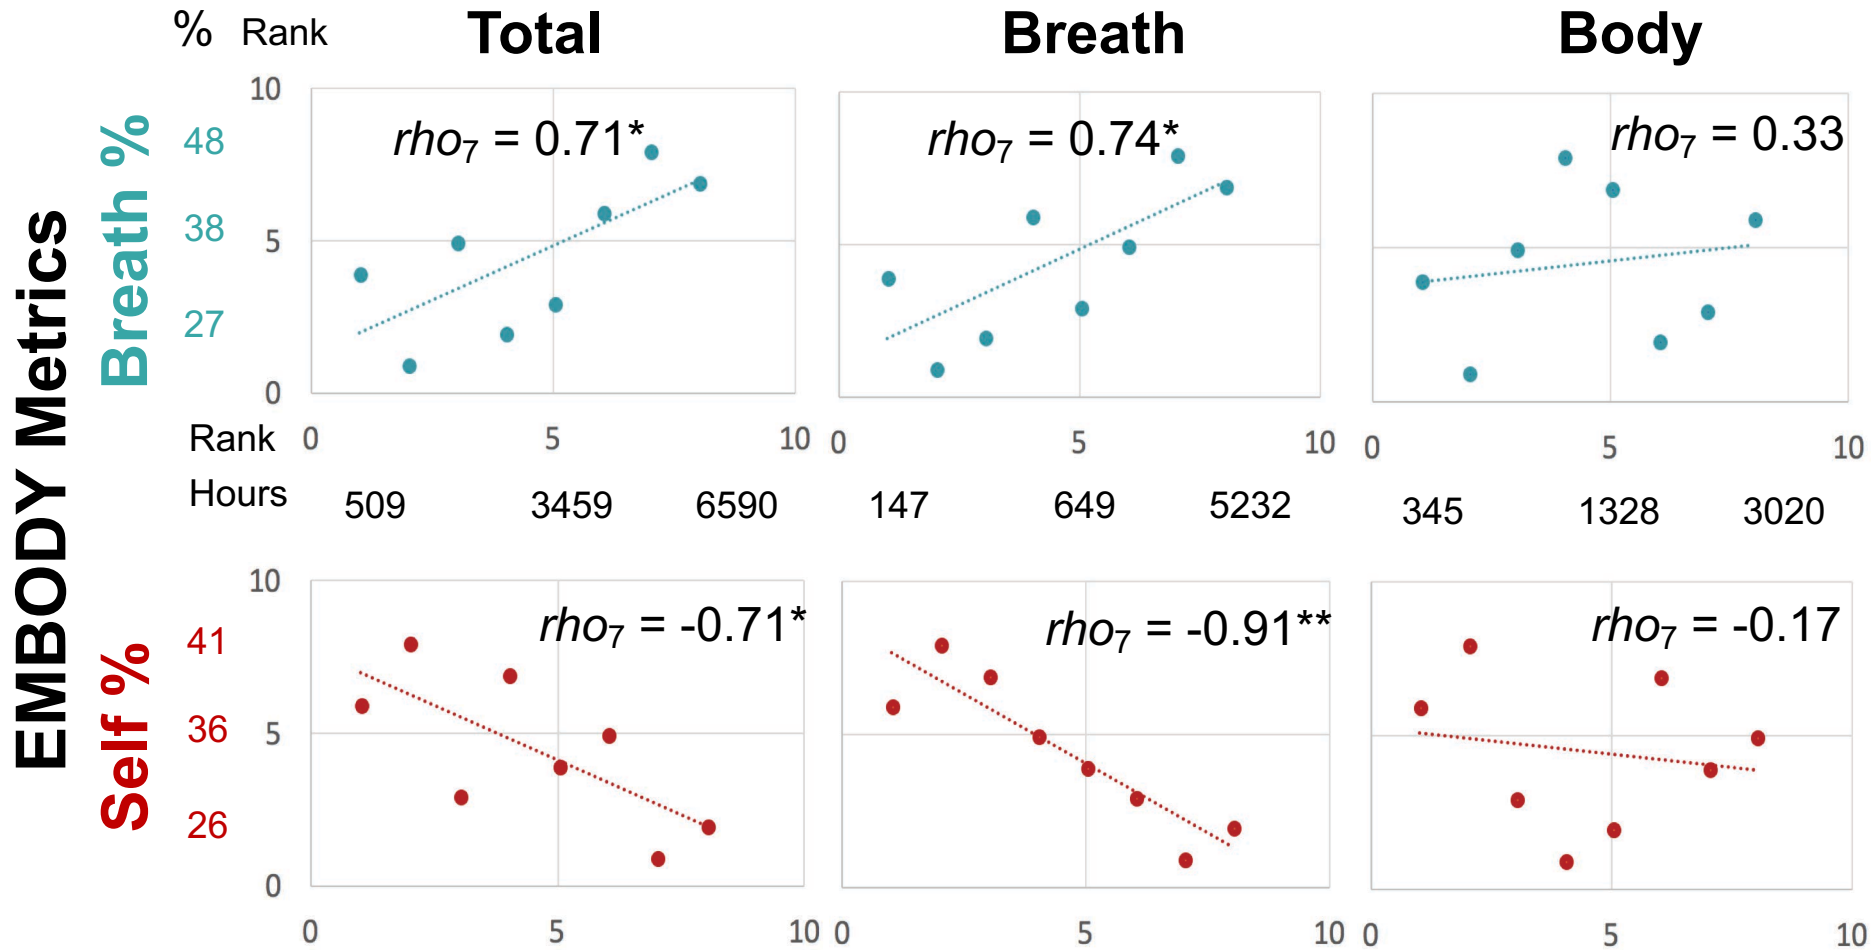 % Rank Total Breath Body
EMBODY Metrics
Breath %
48
38
27
10
5
0
rho7 = 0.71*
rho7 = 0.74*
rho7 = 0.33
Rank 0 5 10 0 5 10 0 5 10
Hours 509 3459 6590 147 649 5232 345 1328 3020
Self %
41
36
26
10
5
0
rho7 = -0.71*
rho7 = -0.91**
rho7 = -0.17
0 5 10 0 5 10 0 5 10